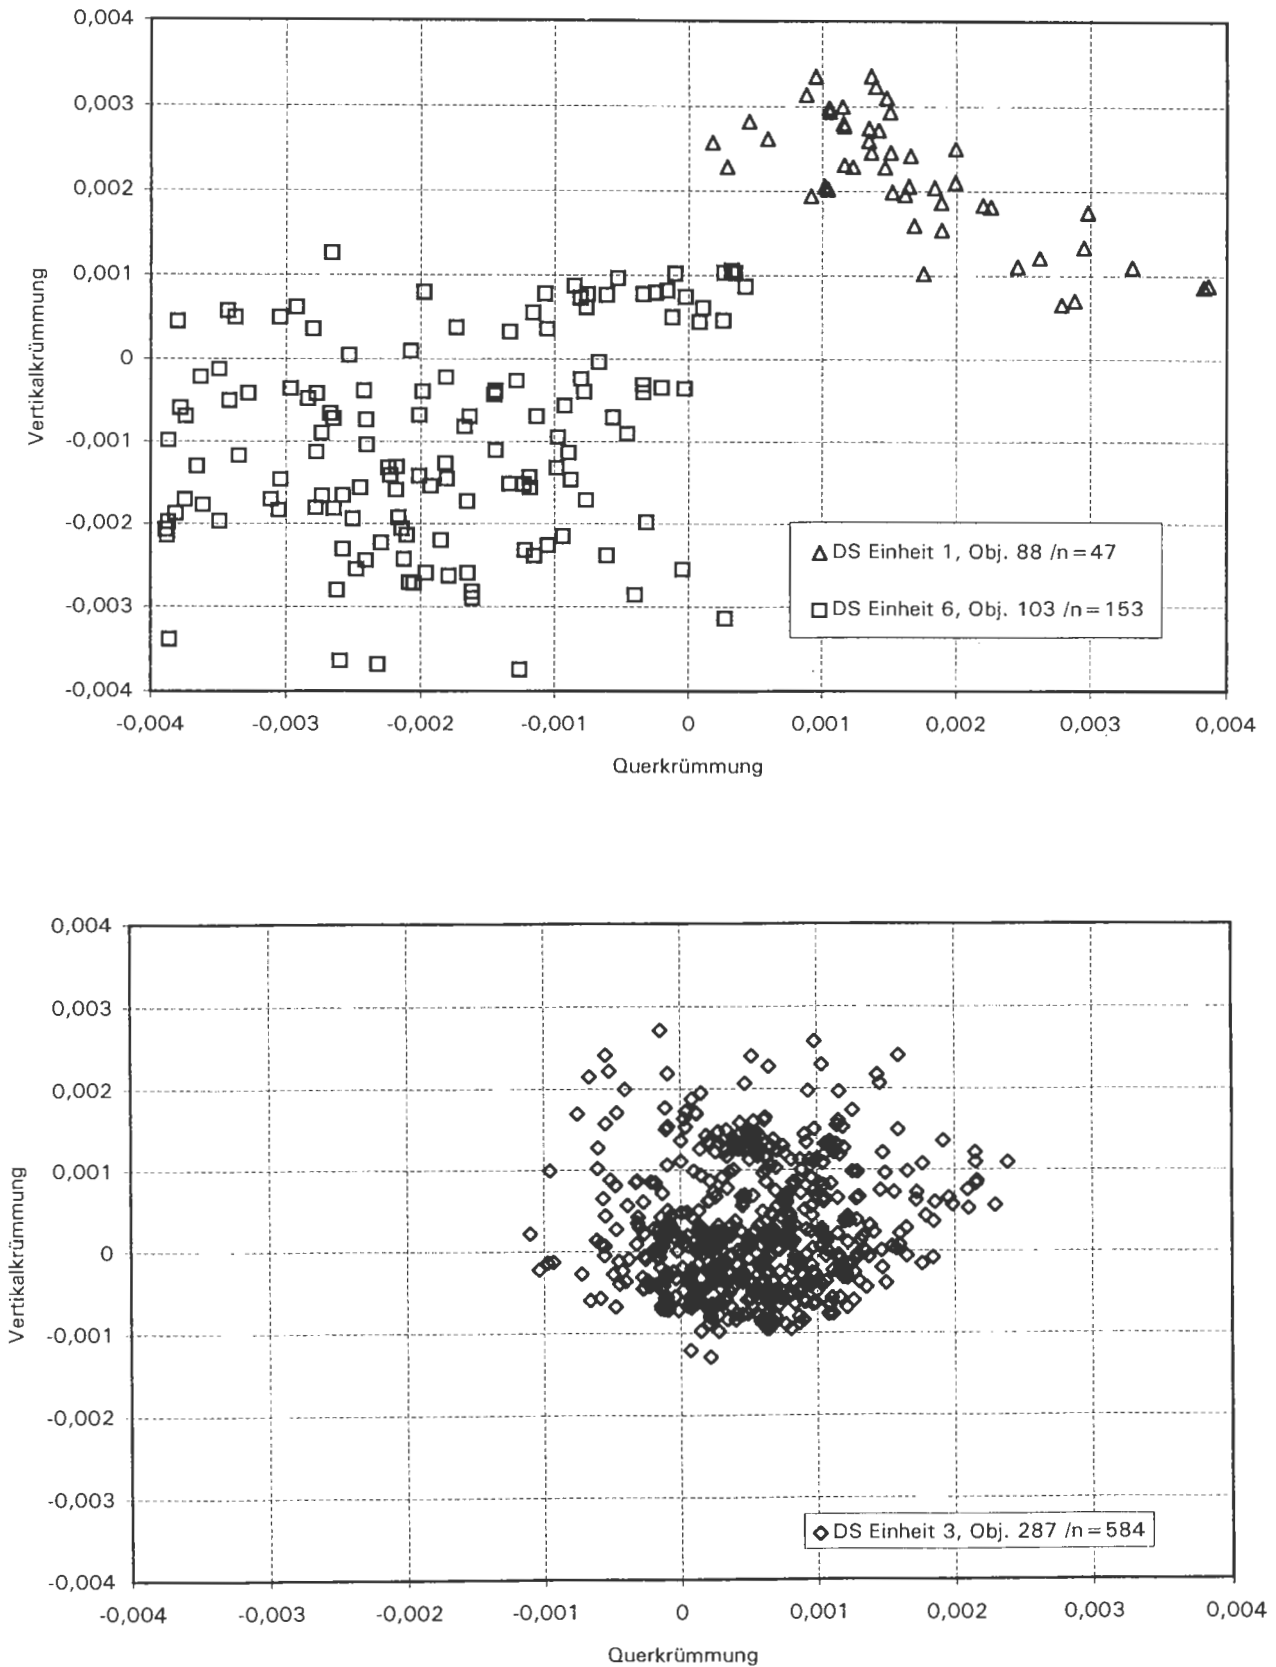 0,004
0,003
0,002
0,001
0
-0,001
-0,002
-0,003
-0,004
Vertikalkrümmung
DS Einheit 1, Obj. 88 /n=47
DS Einheit 6, Obj. 103 /n=153
-0,004 -0,003 -0,002 -0,001 0 0,001 0,002 0,003 0,004
Querkrümmung
0,004
0,003
0,002
0,001
0
-0,001
-0,002
-0,003
-0,004
Vertikalkrümmung
DS Einheit 3, Obj. 287 /n=584
-0,004 -0,003 -0,002 -0,001 0 0,001 0,002 0,003 0,004
Querkrümmung